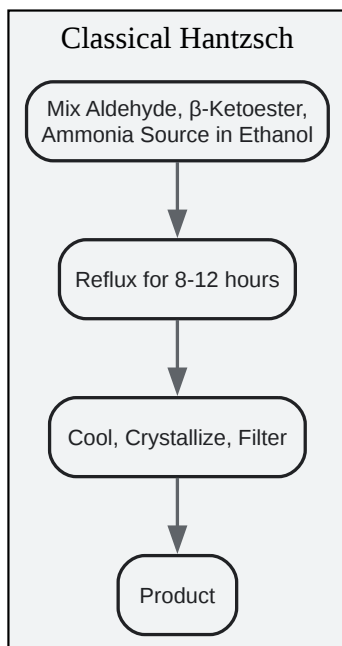 Classical Hantzsch
Mix Aldehyde, β-Ketoester,
Ammonia Source in Ethanol
Reflux for 8-12 hours
Cool, Crystallize, Filter
Product